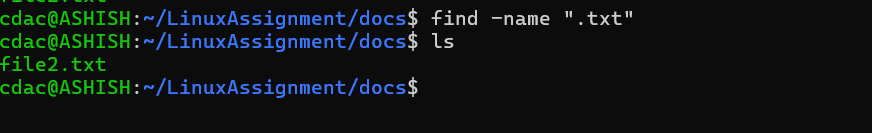 cdac@ASHISH:~/LinuxAssignment/docs$ find -name ".txt"
cdac@ASHISH:~/LinuxAssignment/docs$ ls
file2.txt
cdac@ASHISH:~/LinuxAssignment/docs$